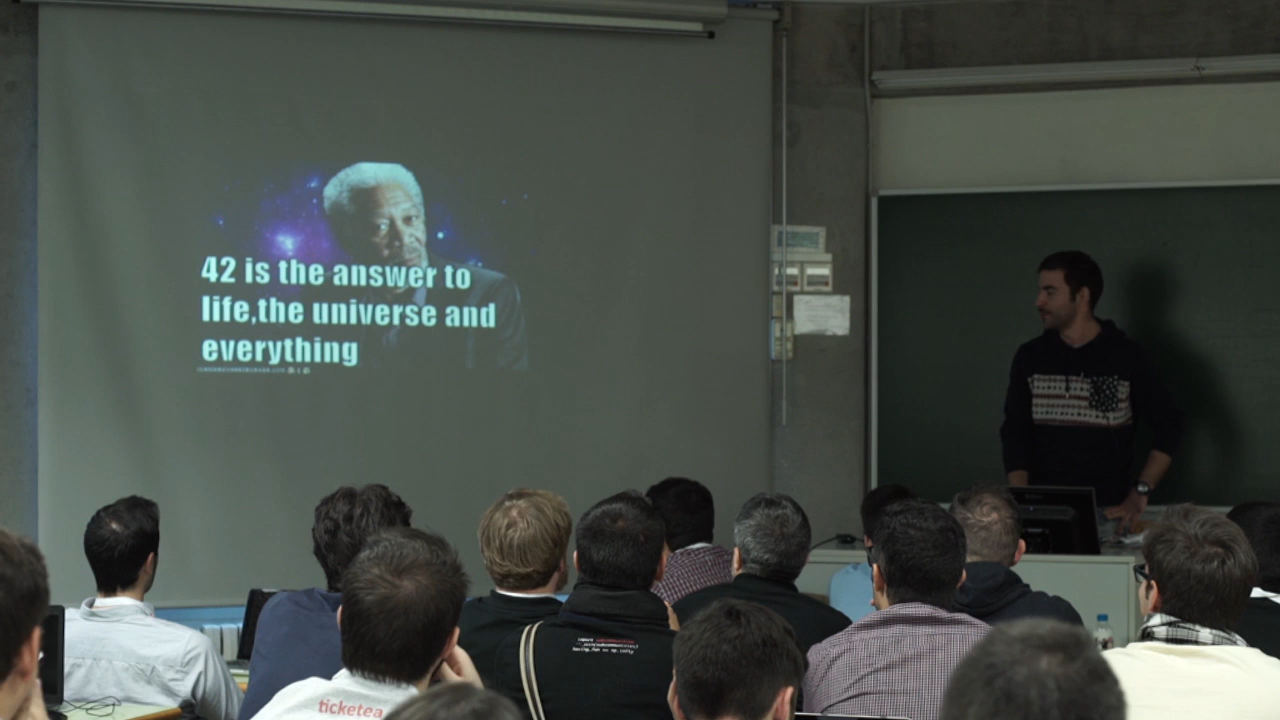 42 is the answer to
life,the universe and
everything
ticketea